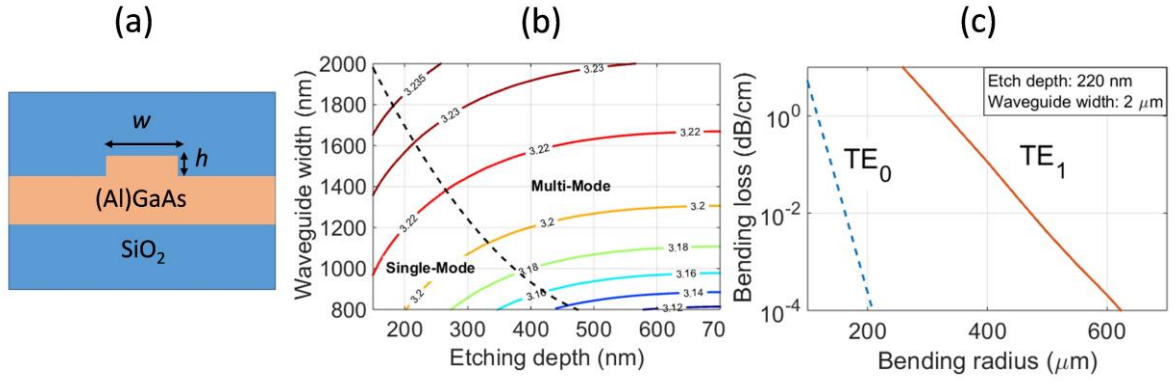 (a)
w
h
(Al)GaAs
SiO2
(b)
Waveguide width (nm)
2000
1800
1600
1400
1200
1000
800
3.235
3.23
3.23
3.22
3.22
3.22
Multi-Mode
3.2
3.2
3.2
Single-Mode
3.18
3.18
3.16
3.16
3.14
3.12
200
300
400
500
600
70
Etching depth (nm)
(c)
Bending loss (dB/cm)
10^0
10^-2
10^-4
Etch depth: 220 nm
Waveguide width: 2 μm
TE0
TE1
200
400
600
Bending radius (μm)